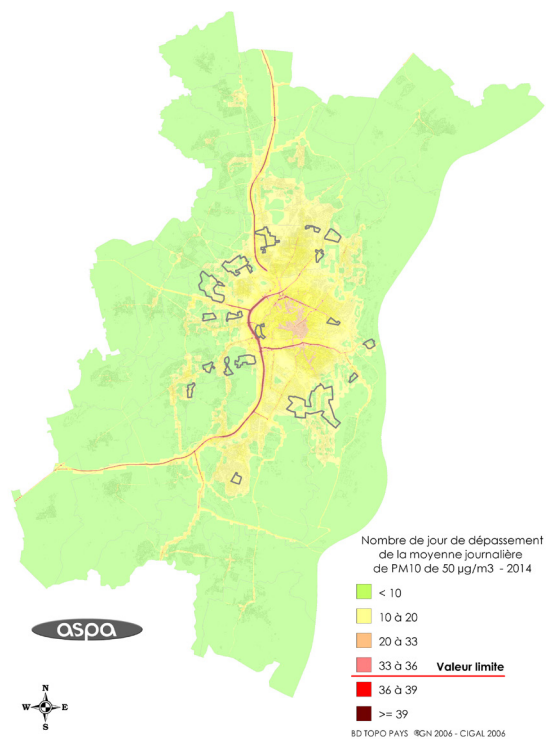 Nombre de jour de dépassement
de la moyenne journalière
de PM10 de 50 µg/m3 - 2014
< 10
10 à 20
20 à 33
33 à 36 Valeur limite
36 à 39
>= 39
aspa
N
W E
S
BD TOPO PAYS ®GN 2006 - CIGAL 2006